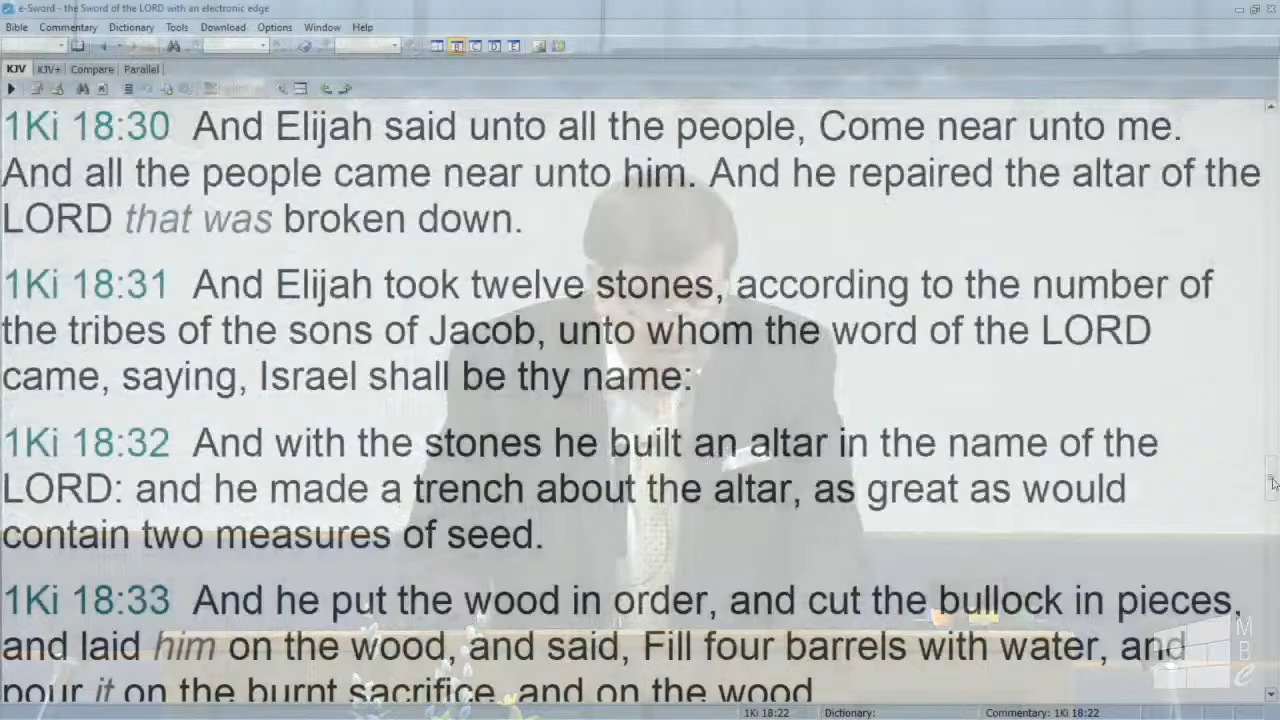 e-Sword - the Sword of the LORD with an electronic edge
Bible Commentary Dictionary Tools Download Options Window Help
KJV KJV+ Compare Parallel
1Ki 18:30 And Elijah said unto all the people, Come near unto me.
And all the people came near unto him. And he repaired the altar of the
LORD that was broken down.
1Ki 18:31 And Elijah took twelve stones, according to the number of
the tribes of the sons of Jacob, unto whom the word of the LORD
came, saying, Israel shall be thy name:
1Ki 18:32 And with the stones he built an altar in the name of the
LORD: and he made a trench about the altar, as great as would
contain two measures of seed.
1Ki 18:33 And he put the wood in order, and cut the bullock in pieces,
and laid him on the wood, and said, Fill four barrels with water, and
pour it on the burnt sacrifice, and on the wood
M
B
C
1Ki 18:22 Dictionary: Commentary: 1Ki 18:22